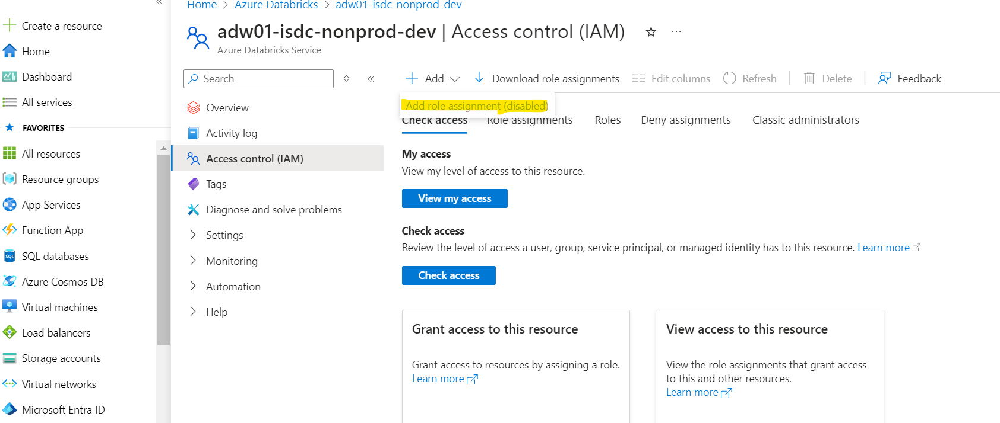 Create a resource
Home
Dashboard
All services
FAVORITES
All resources
Resource groups
App Services
Function App
SQL databases
Azure Cosmos DB
Virtual machines
Load balancers
Storage accounts
Virtual networks
Microsoft Entra ID
Home > Azure Databricks > adw01-isdc-nonprod-dev
adw01-isdc-nonprod-dev | Access control (IAM)
Azure Databricks Service
Search
Overview
Activity log
Access control (IAM)
Tags
Diagnose and solve problems
Settings
Monitoring
Automation
Help
Add Download role assignments Edit columns Refresh Delete Feedback
Add role assignment (disabled)
Check access Role assignments Roles Deny assignments Classic administrators
My access
View my level of access to this resource.
View my access
Check access
Review the level of access a user, group, service principal, or managed identity has to this resource. Learn more
Check access
Grant access to this resource
Grant access to resources by assigning a role.
Learn more
View access to this resource
View the role assignments that grant access
to this and other resources.
Learn more